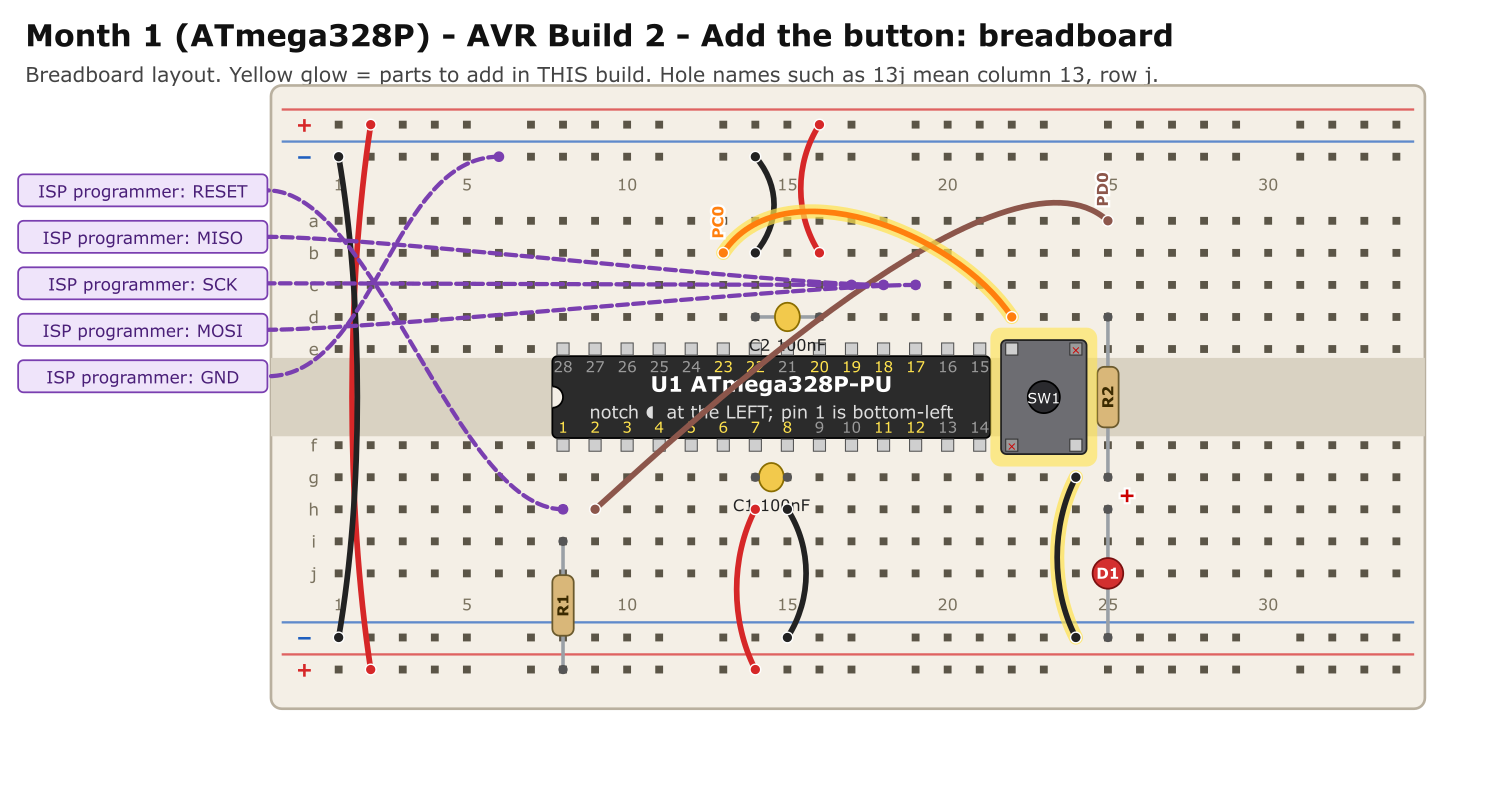 Month 1 (ATmega328P) – AVR Build 2 – Add the button: breadboard
Breadboard layout. Yellow glow = parts to add in THIS build. Hole names such as 13j mean column 13, row j.
+
−
1 5 10 15 20 25 30
ISP programmer: RESET
ISP programmer: MISO
ISP programmer: SCK
ISP programmer: MOSI
ISP programmer: GND
PC0
PD0
a
b
c
d
e
C2 100nF
28 27 26 25 24 23 22 21 20 19 18 17 16 15
U1 ATmega328P-PU
notch ◖ at the LEFT; pin 1 is bottom-left
1 2 3 4 5 6 7 8 9 10 11 12 13 14
SW1
R2
f
g
h
i
j
C1 100nF
+
D1
R1
1 5 10 15 20 25 30
−
+